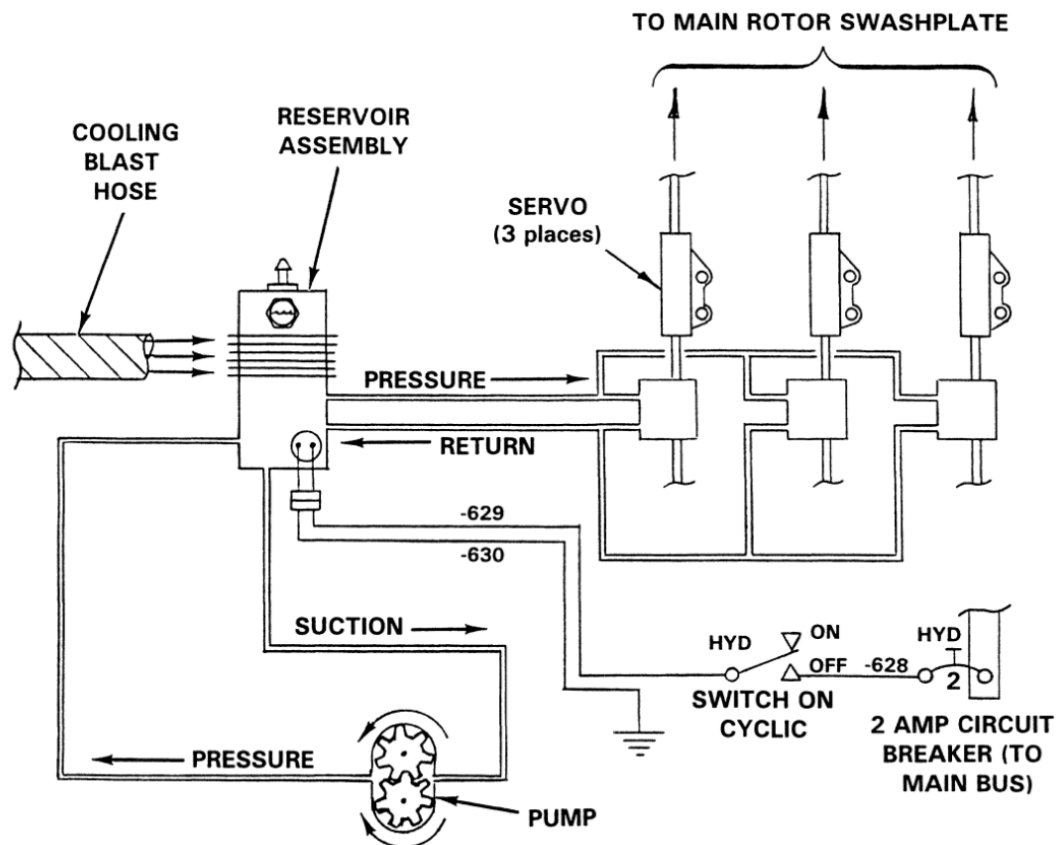 TO MAIN ROTOR SWASHPLATE
RESERVOIR
ASSEMBLY
COOLING
BLAST
HOSE
SERVO
(3 places)
PRESSURE
RETURN
-629
-630
SUCTION
HYD
ON
OFF
-628
HYD
2
SWITCH ON
CYCLIC
2 AMP CIRCUIT
BREAKER (TO
MAIN BUS)
PRESSURE
PUMP